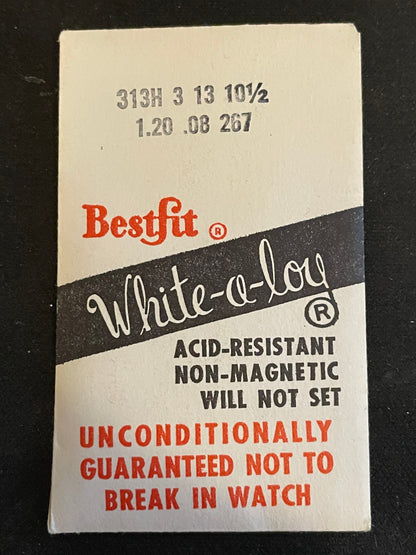 313H 3 13 10½
1.20 .08 267
Bestfit ®
White-a-loy
®
ACID-RESISTANT
NON-MAGNETIC
WILL NOT SET
UNCONDITIONALLY
GUARANTEED NOT TO
BREAK IN WATCH